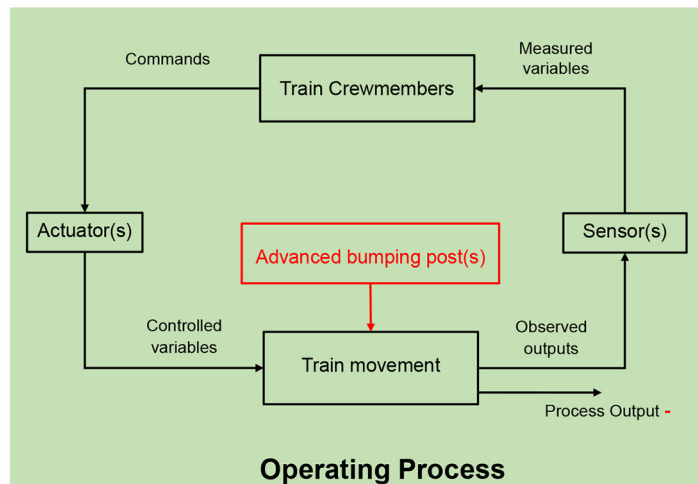 Commands
Train Crewmembers
Measured
variables
Actuator(s)
Advanced bumping post(s)
Sensor(s)
Controlled
variables
Train movement
Observed
outputs
Process Output -
Operating Process